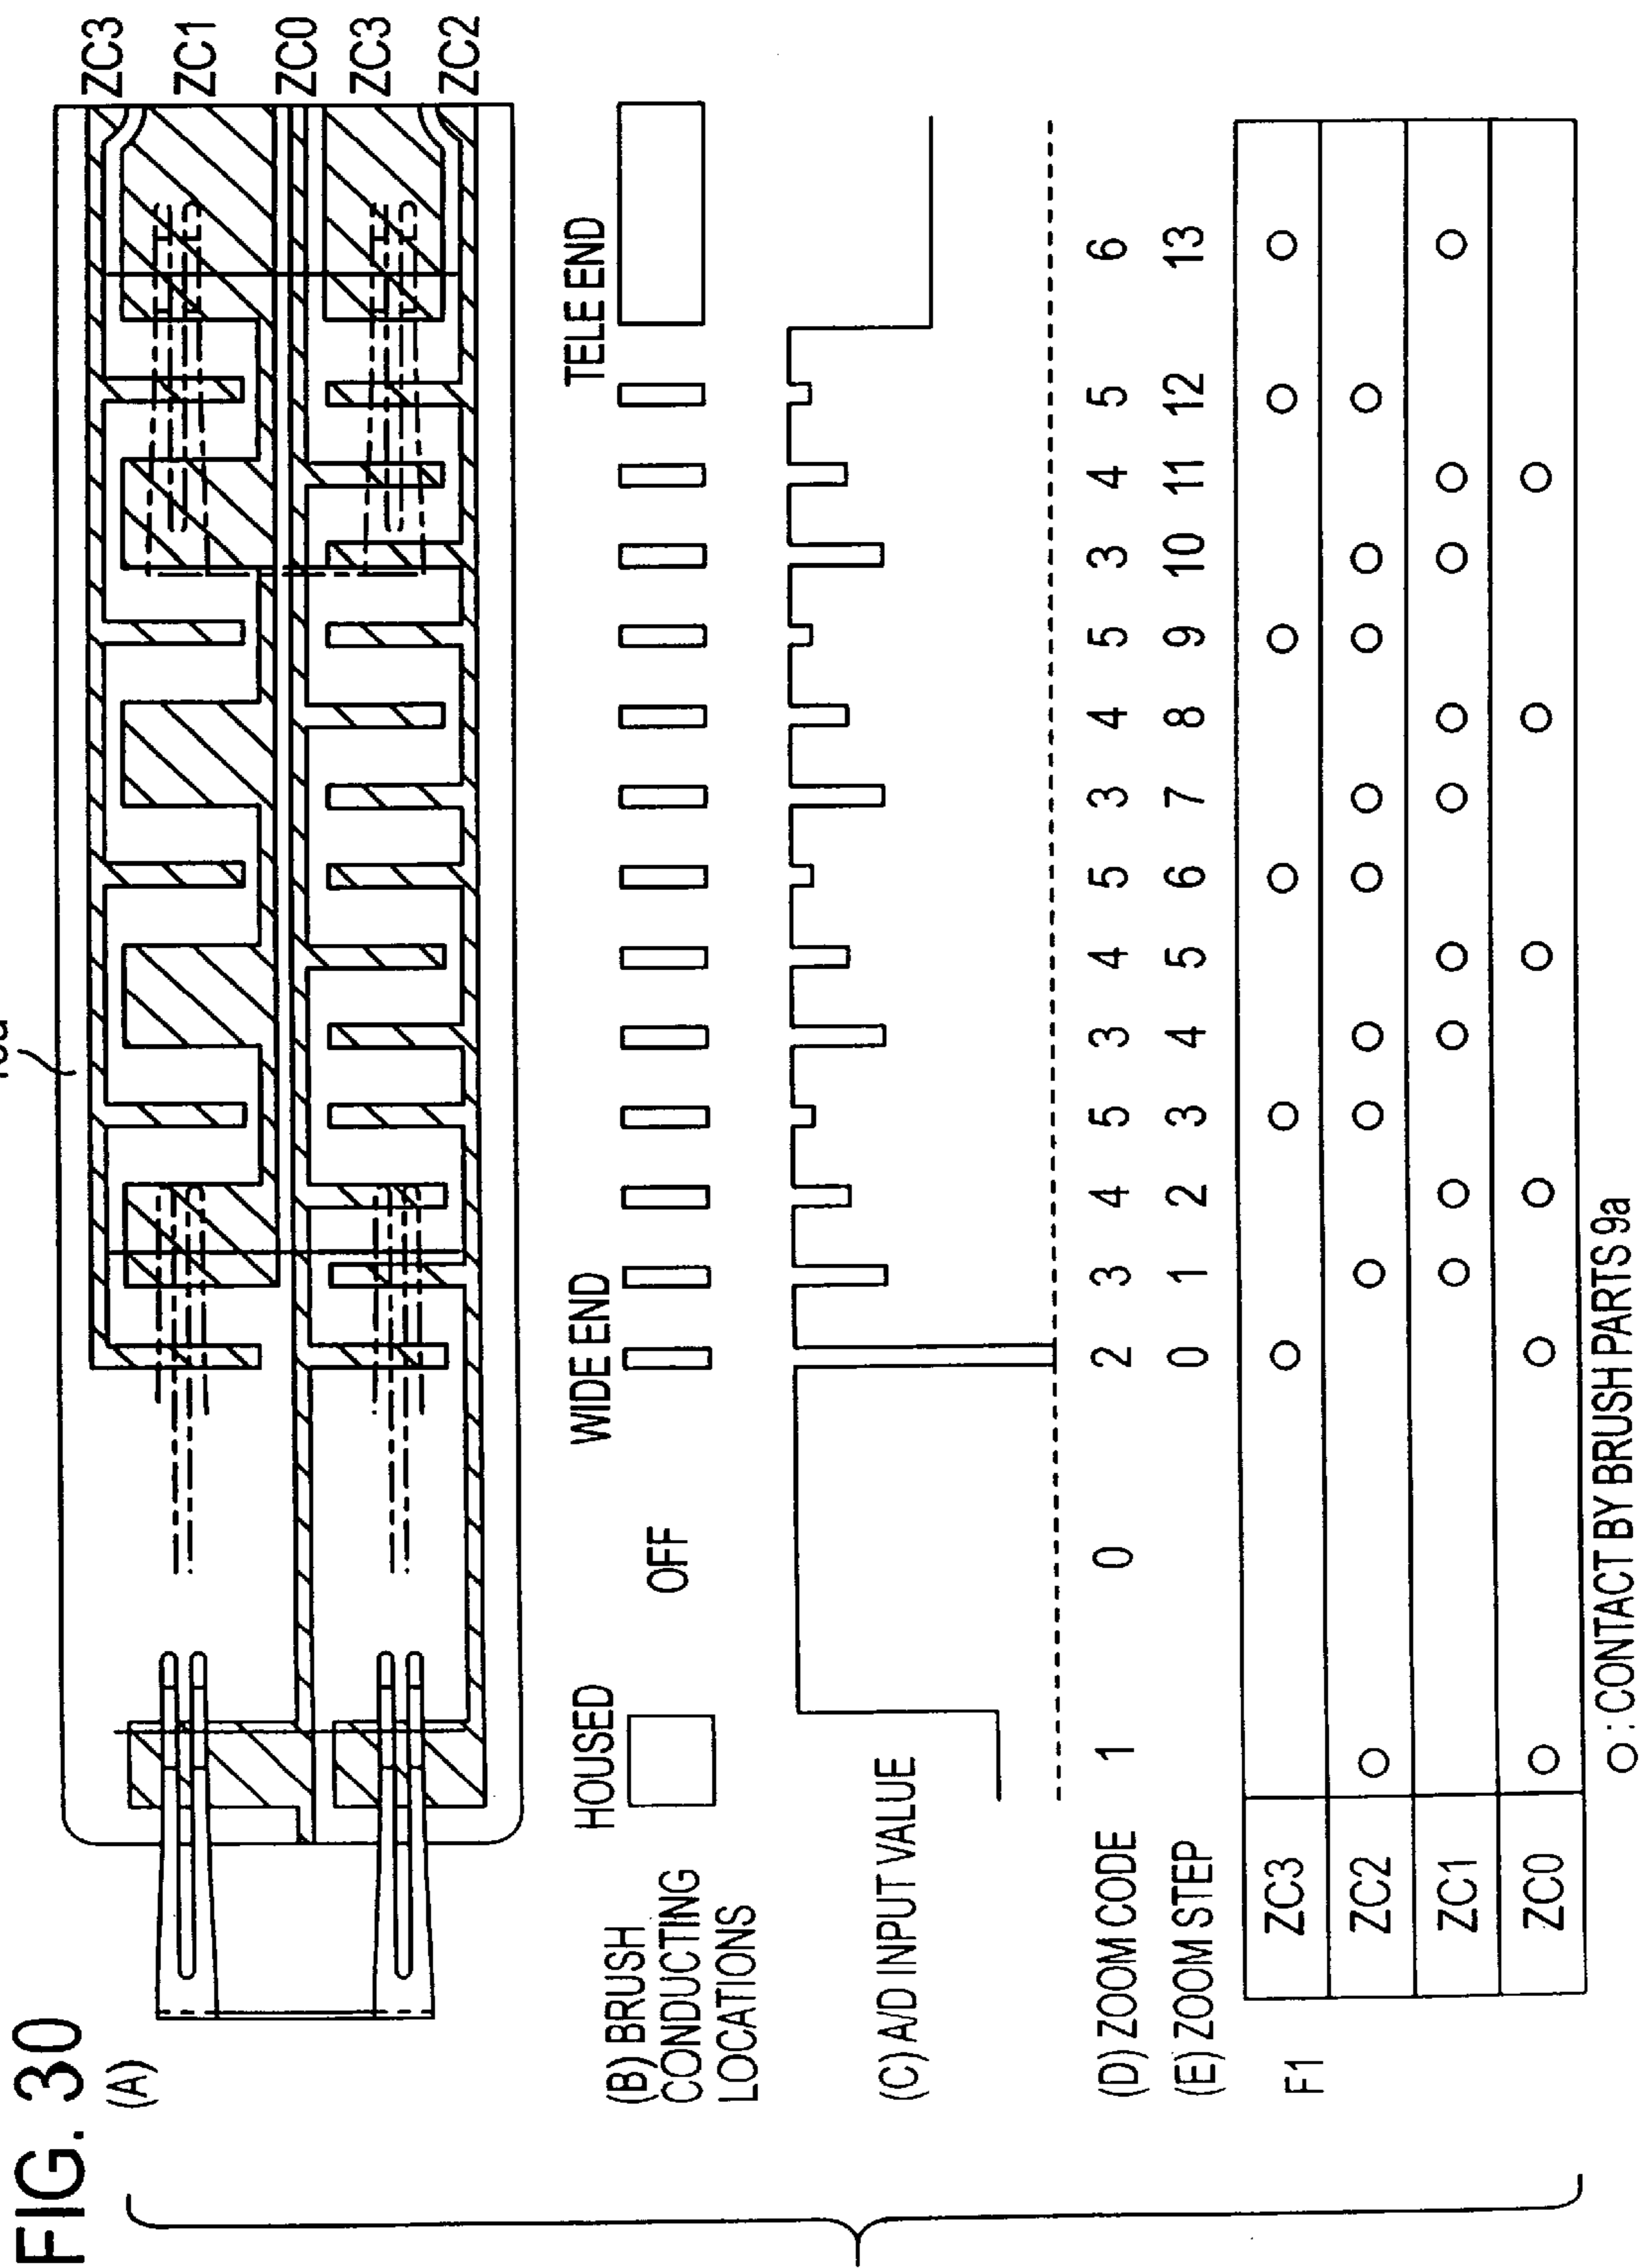 FIG. 30
(A)
ZC3
ZC1
ZC0
ZC3
ZC2
(B) BRUSH
CONDUCTING
LOCATIONS
HOUSED
OFF
WIDE END
TELE END
(C) A/D INPUT VALUE
(D) ZOOM CODE 1 0 2 3 4 5 3 4 5 3 4 5 3 4 5 6
(E) ZOOM STEP 0 1 2 3 4 5 6 7 8 9 10 11 12 13
F1
ZC3 ○ ○ ○ ○ ○ ○
ZC2 ○ ○ ○ ○ ○ ○ ○ ○ ○
ZC1 ○ ○ ○ ○ ○ ○ ○ ○ ○
ZC0 ○ ○ ○ ○ ○ ○
○ : CONTACT BY BRUSH PARTS 9a